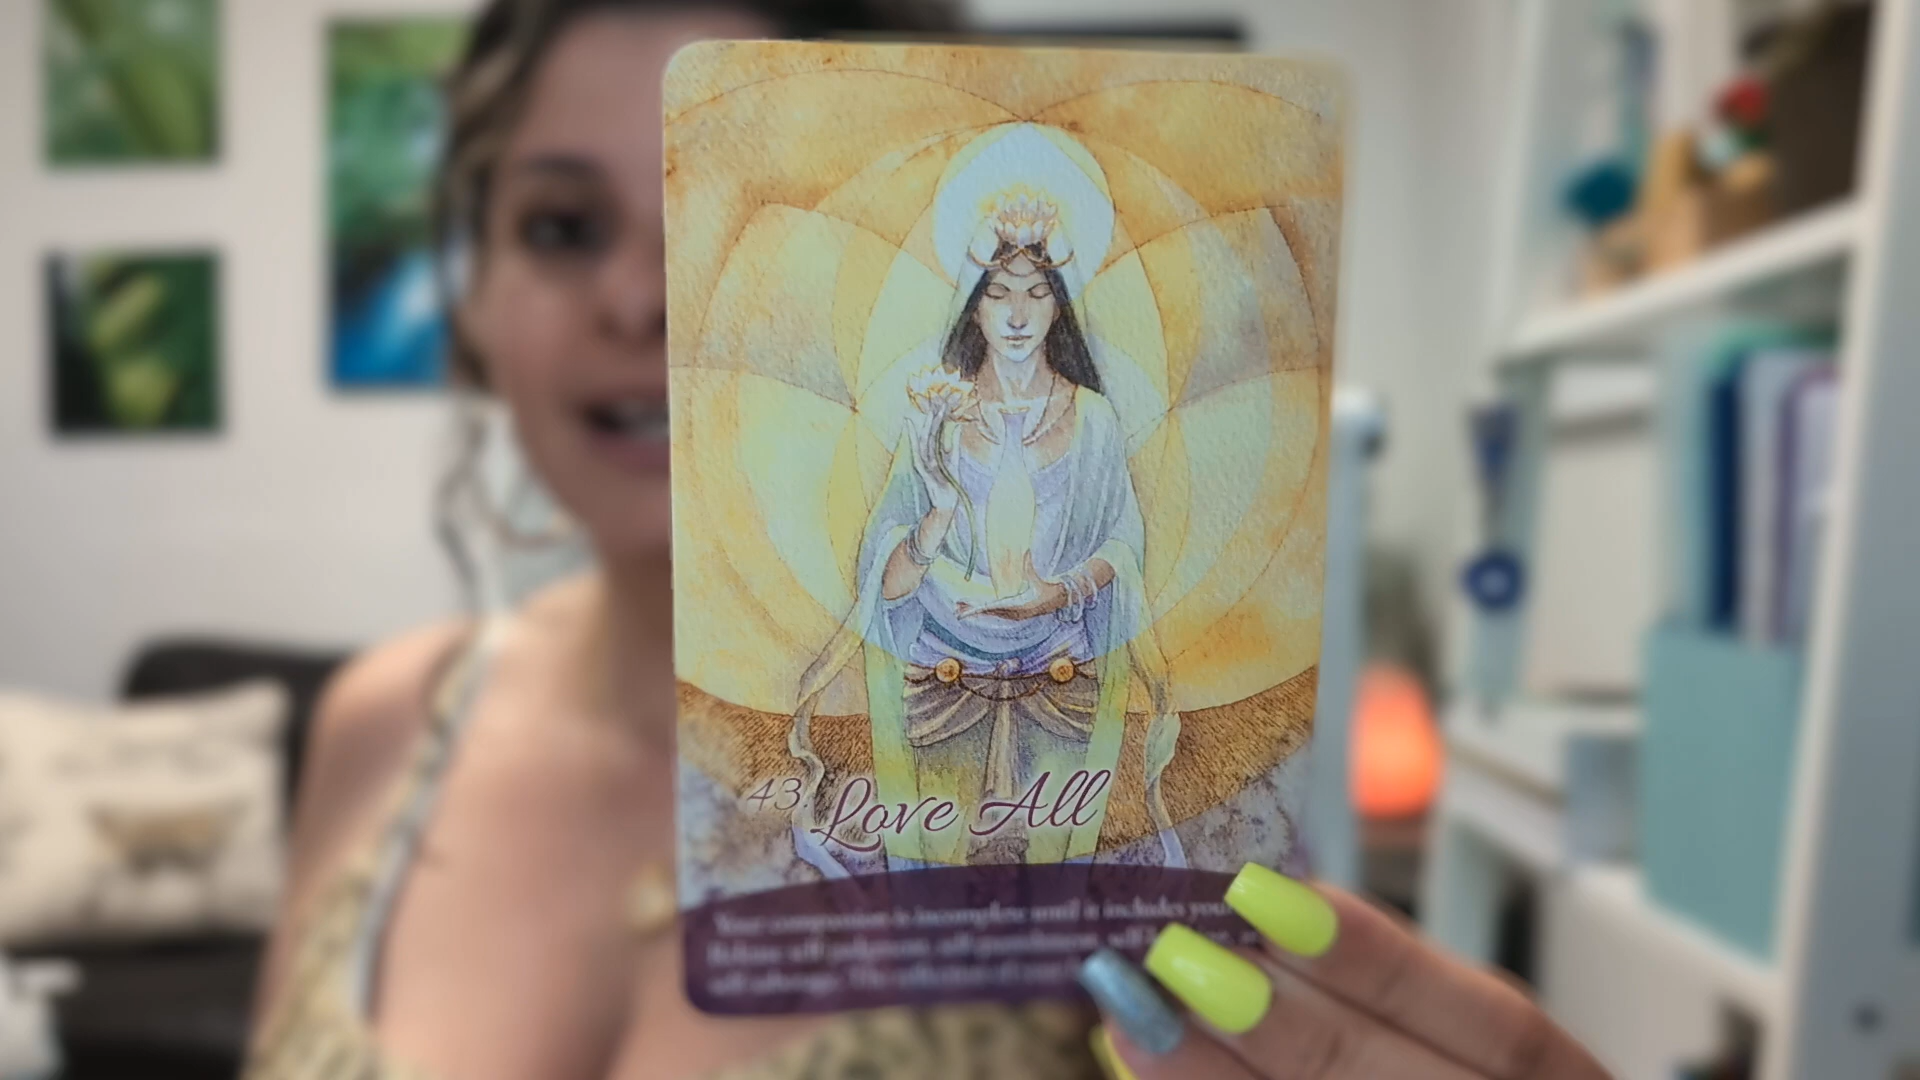 43. Love All
Your compassion is incomplete until it includes
Release self-judgement, self-punishment, self
self-sabotage. The reflection of your